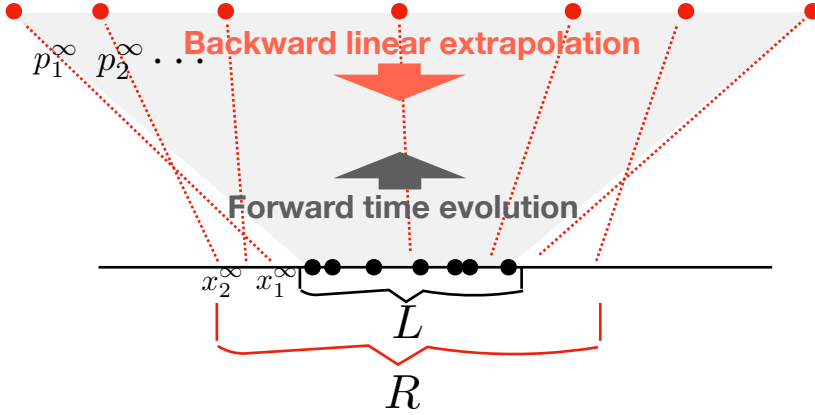 Backward linear extrapolation
p₁^∞ p₂^∞ ···
Forward time evolution
x₂^∞ x₁^∞
L
R